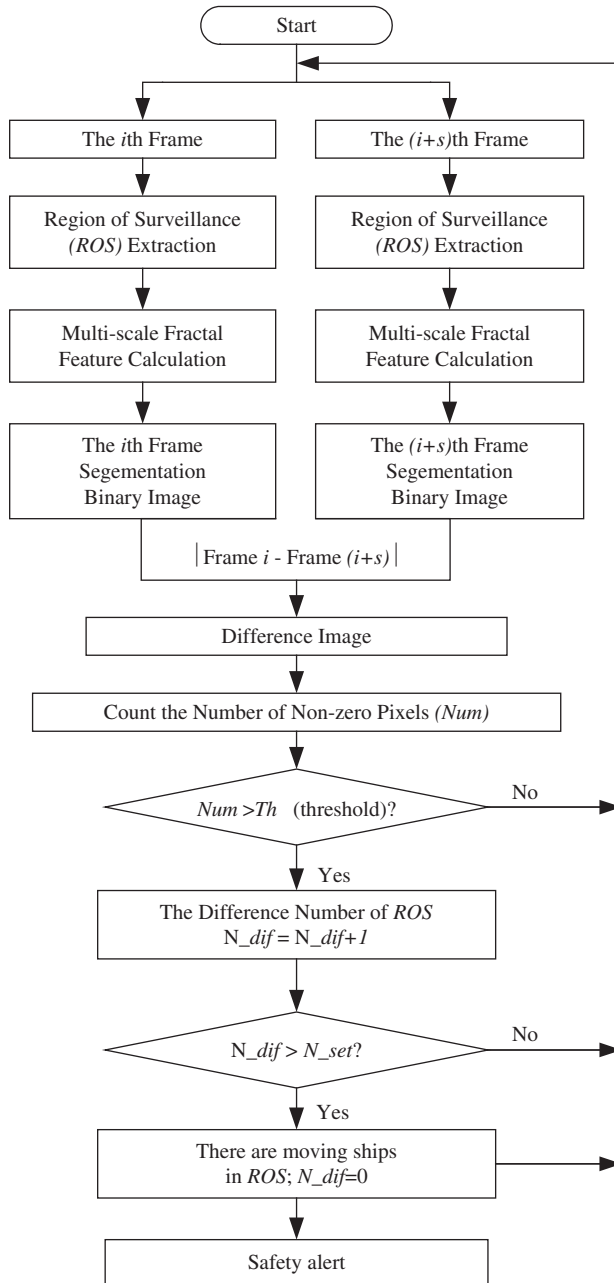 Start
The ith Frame
The (i+s)th Frame
Region of Surveillance
(ROS) Extraction
Region of Surveillance
(ROS) Extraction
Multi-scale Fractal
Feature Calculation
Multi-scale Fractal
Feature Calculation
The ith Frame
Segementation
Binary Image
The (i+s)th Frame
Segementation
Binary Image
|Frame i - Frame (i+s)|
Difference Image
Count the Number of Non-zero Pixels (Num)
Num >Th (threshold)?
No
Yes
The Difference Number of ROS
N_dif = N_dif+1
N_dif > N_set?
No
Yes
There are moving ships
in ROS; N_dif=0
Safety alert